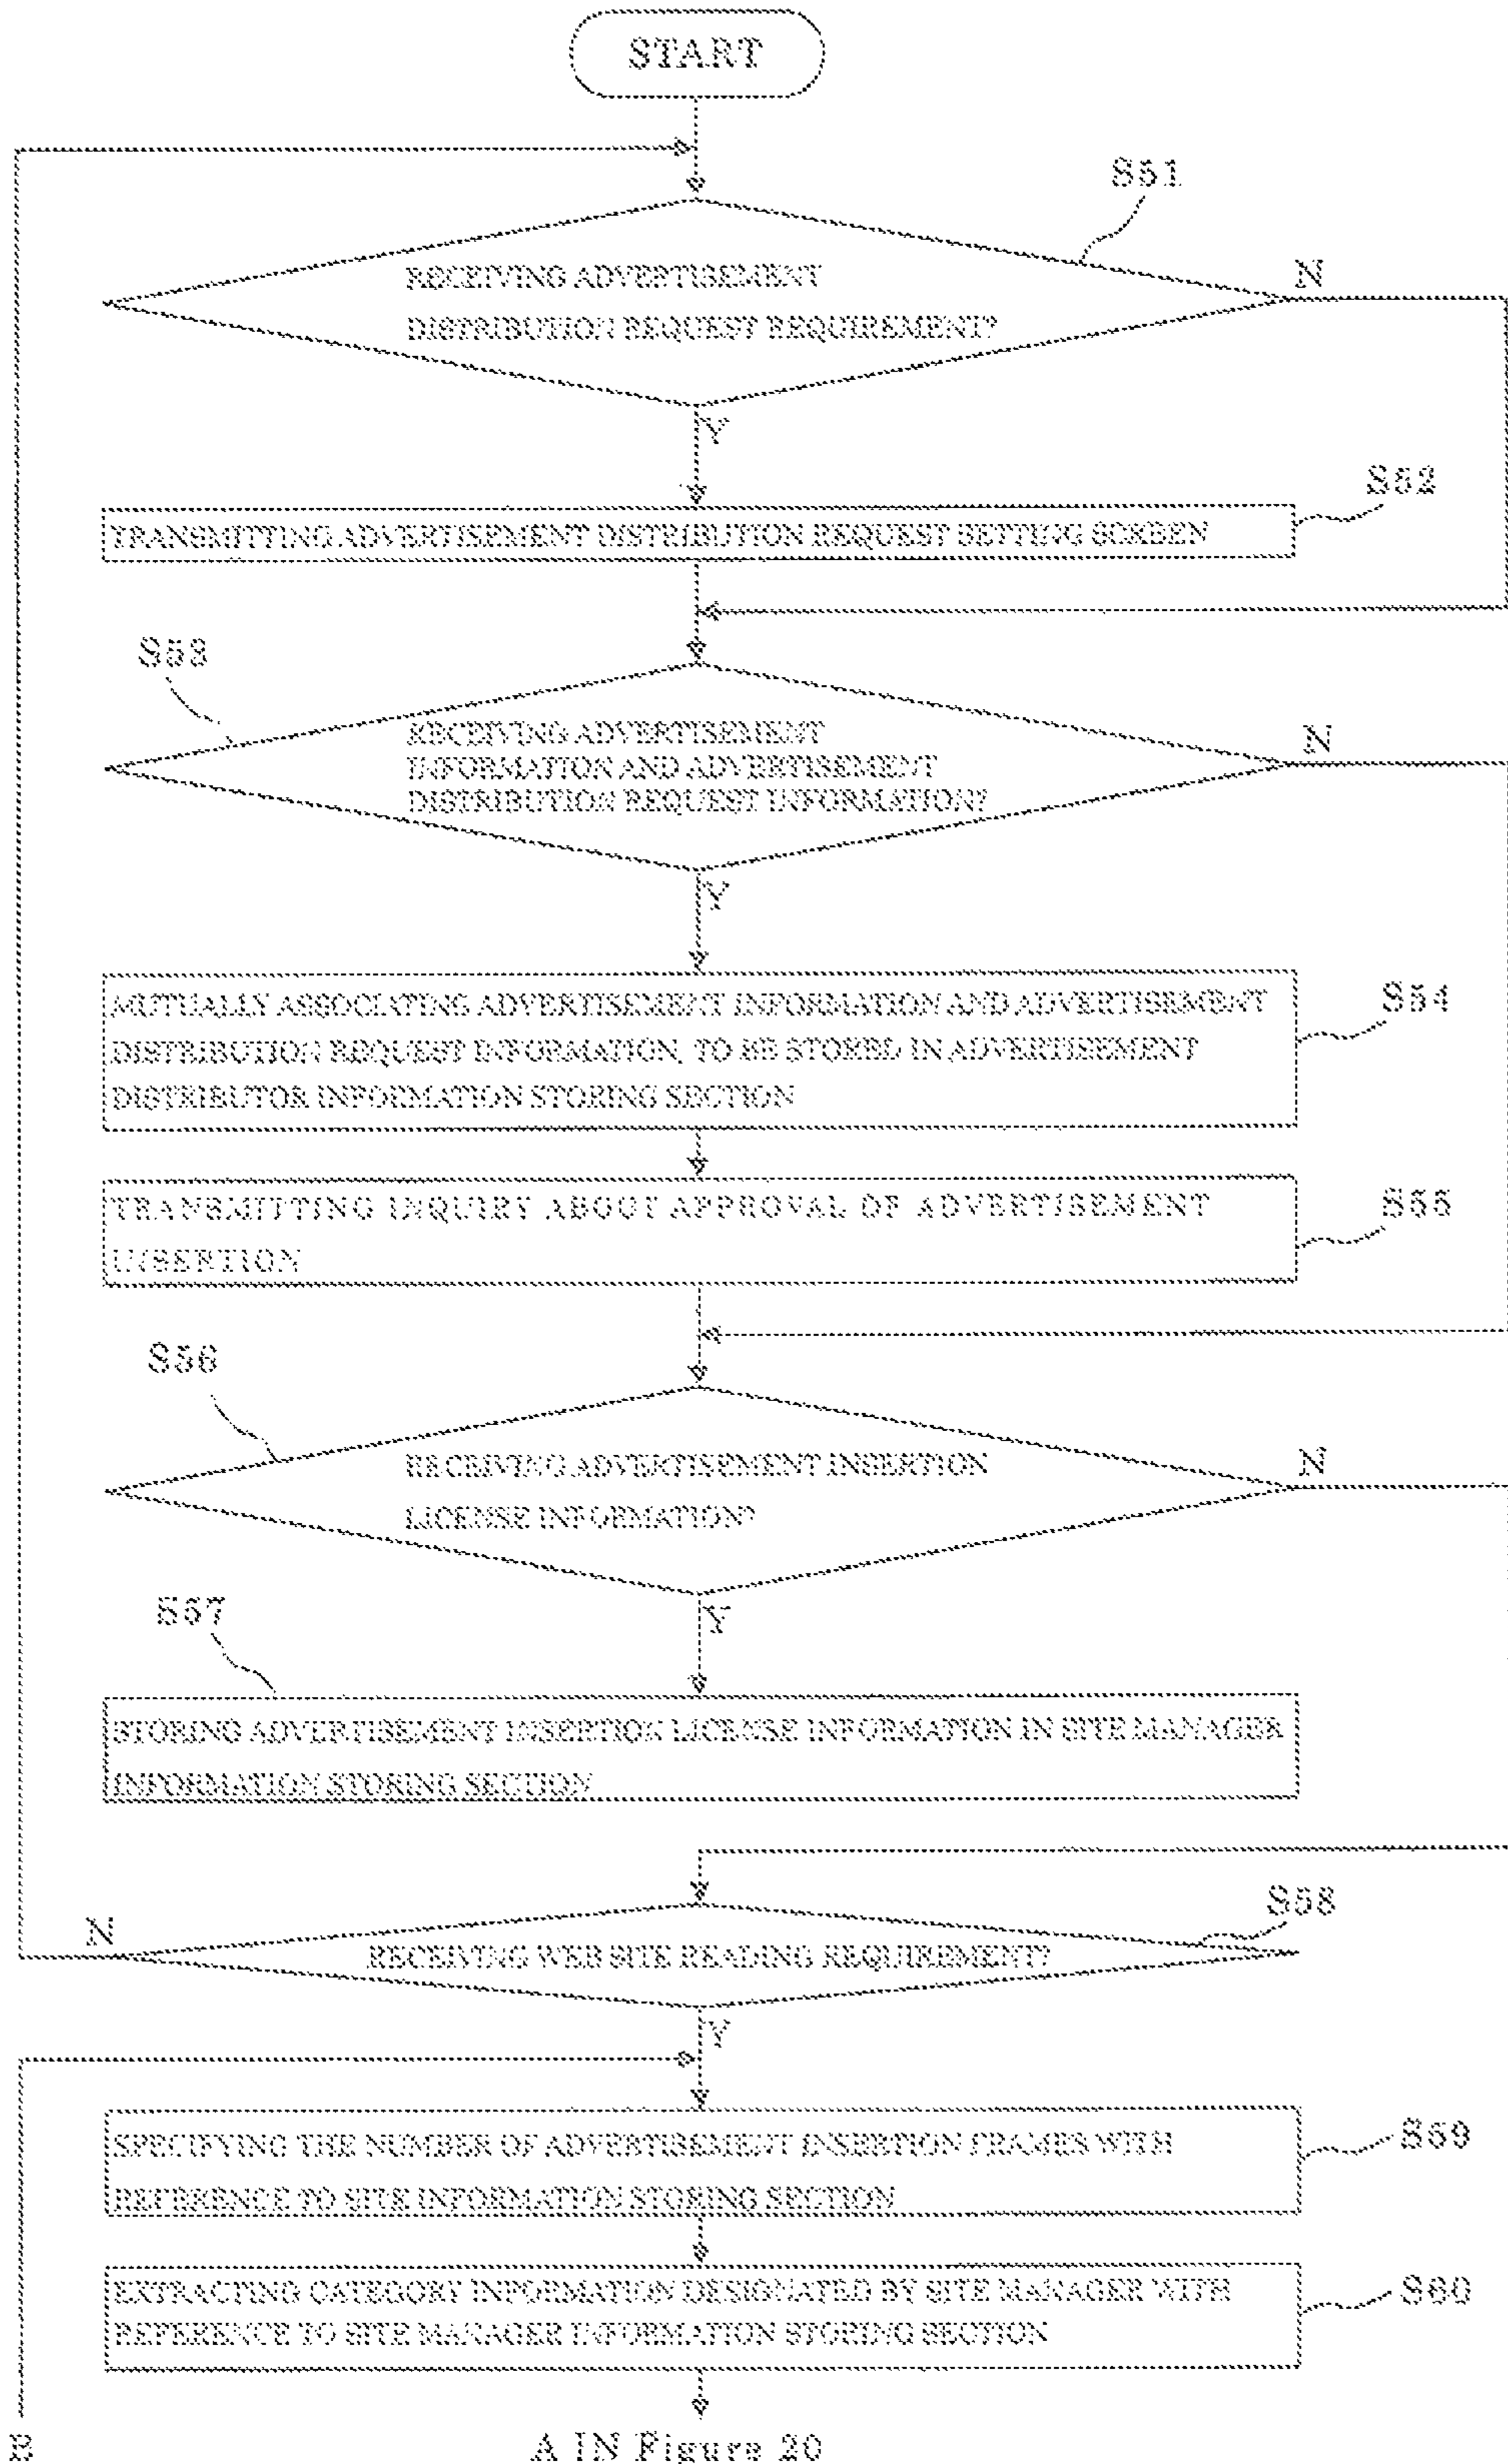 START
S51
RECEIVING ADVERTISEMENT
DISTRIBUTION REQUEST REQUIREMENT?
N
Y
S52
TRANSMITTING ADVERTISEMENT DISTRIBUTION REQUEST SETTING SCREEN
S53
RECEIVING ADVERTISEMENT
INFORMATION AND ADVERTISEMENT
DISTRIBUTION REQUEST INFORMATION?
N
Y
S54
MUTUALLY ASSOCIATING ADVERTISEMENT INFORMATION AND ADVERTISEMENT
DISTRIBUTION REQUEST INFORMATION, TO BE STORED IN ADVERTISEMENT
DISTRIBUTOR INFORMATION STORING SECTION
S55
TRANSMITTING INQUIRY ABOUT APPROVAL OF ADVERTISEMENT
INSERTION
S56
RECEIVING ADVERTISEMENT INSERTION
LICENSE INFORMATION?
N
Y
S57
STORING ADVERTISEMENT INSERTION LICENSE INFORMATION IN SITE MANAGER
INFORMATION STORING SECTION
S58
N
RECEIVING WEB SITE READING REQUIREMENT?
Y
S59
SPECIFYING THE NUMBER OF ADVERTISEMENT INSERTION FRAMES WITH
REFERENCE TO SITE INFORMATION STORING SECTION
S60
EXTRACTING CATEGORY INFORMATION DESIGNATED BY SITE MANAGER WITH
REFERENCE TO SITE MANAGER INFORMATION STORING SECTION
B
A IN Figure 20